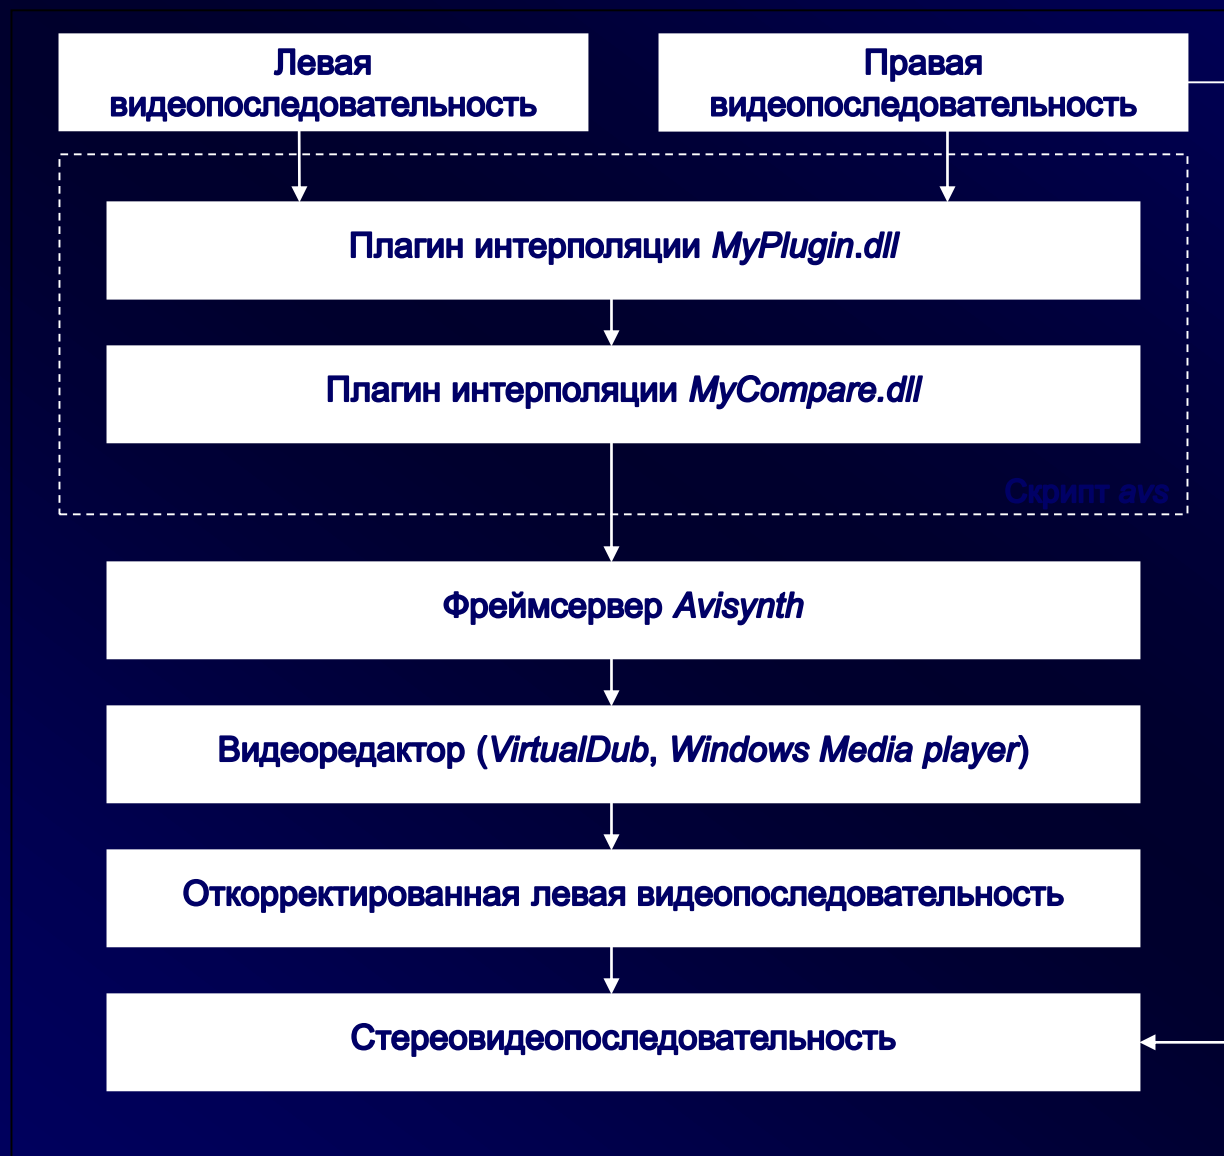 Левая
видеопоследовательность
Правая
видеопоследовательность
Плагин интерполяции MyPlugin.dll
Плагин интерполяции MyCompare.dll
Скрипт avs
Фреймсервер Avisynth
Видеоредактор (VirtualDub, Windows Media player)
Откорректированная левая видеопоследовательность
Стереовидеопоследовательность